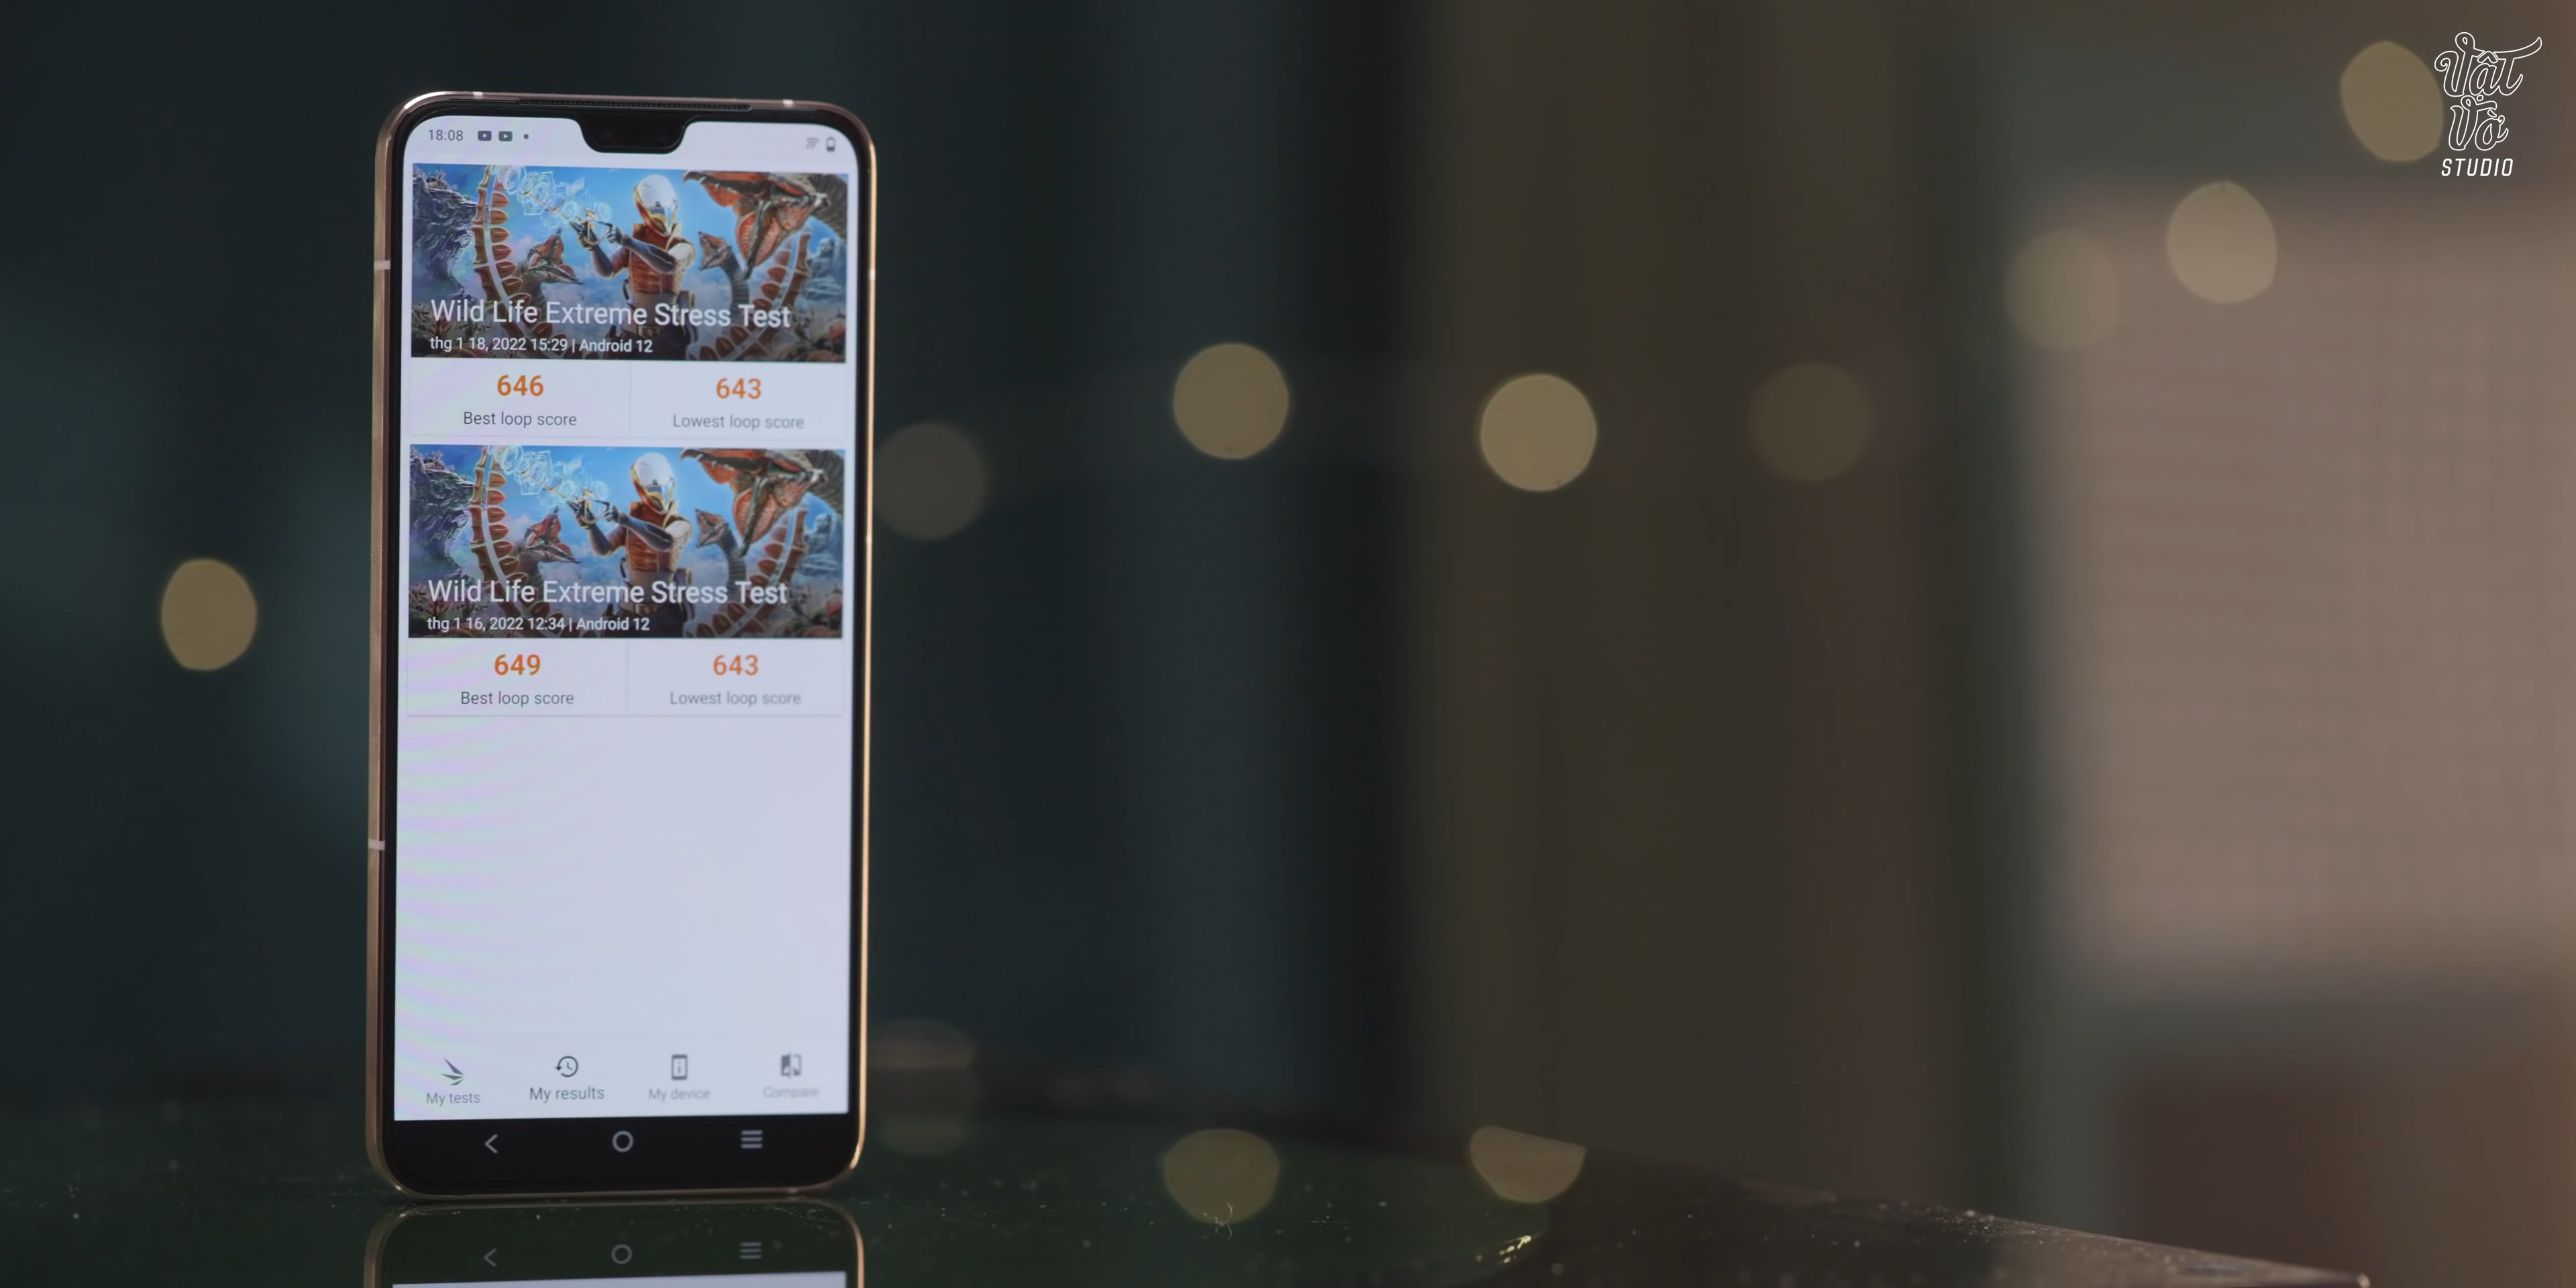 Vật
Vờ
STUDIO
18:08
Wild Life Extreme Stress Test
thg 1 18, 2022 15:29 | Android 12
646
643
Best loop score
Lowest loop score
Wild Life Extreme Stress Test
thg 1 16, 2022 12:34 | Android 12
649
643
Best loop score
Lowest loop score
My tests
My results
My device
Compare